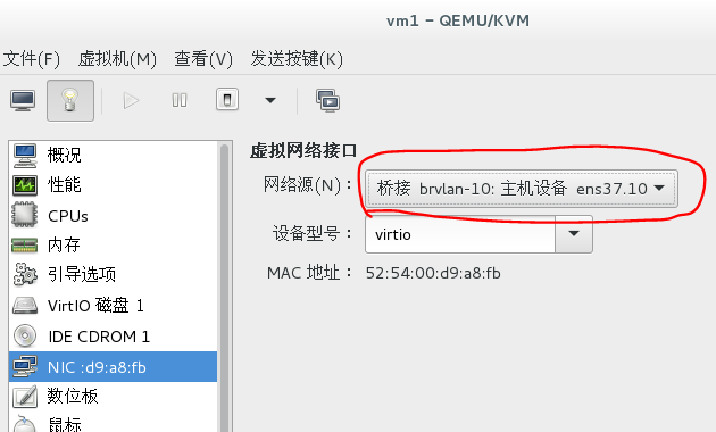 vm1 - QEMU/KVM
文件(F) 虚拟机(M) 查看(V) 发送按键(K)
概况
性能
CPUs
内存
引导选项
VirtIO 磁盘 1
IDE CDROM 1
NIC :d9:a8:fb
数位板
鼠标
虚拟网络接口
网络源(N)： 桥接 brvlan-10: 主机设备 ens37.10
设备型号： virtio
MAC 地址： 52:54:00:d9:a8:fb